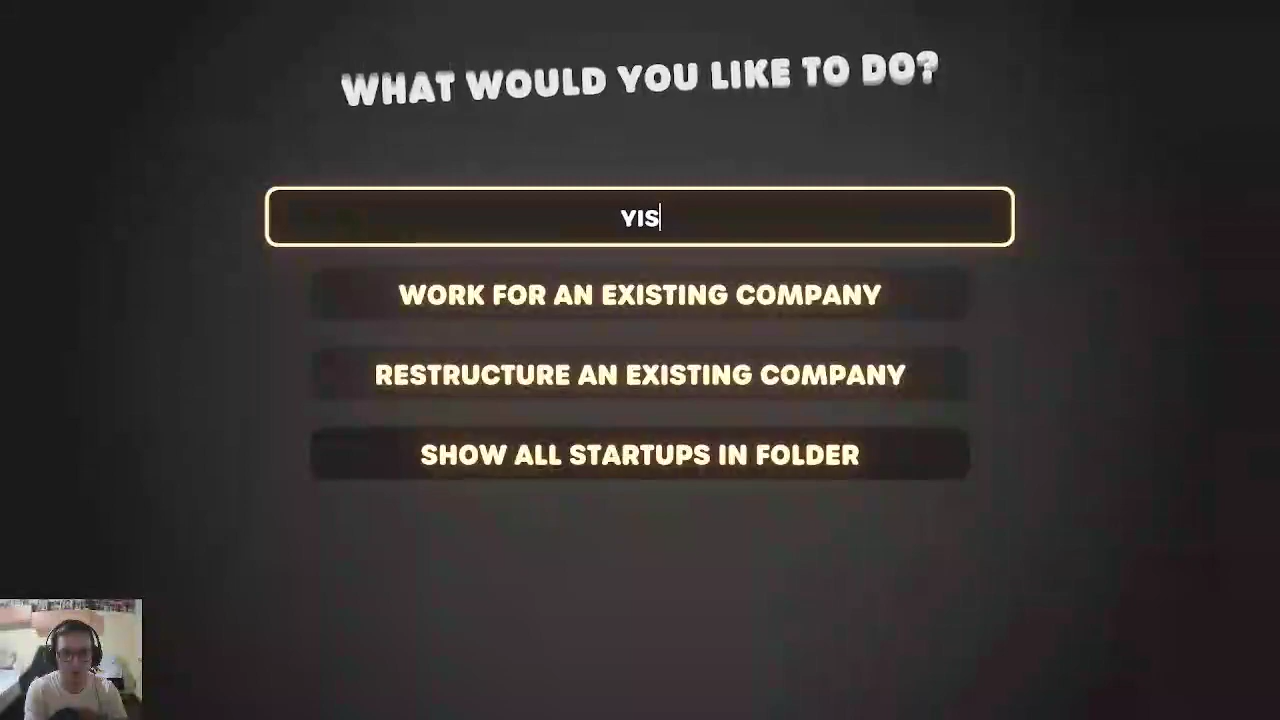 WHAT WOULD YOU LIKE TO DO?
YIS
WORK FOR AN EXISTING COMPANY
RESTRUCTURE AN EXISTING COMPANY
SHOW ALL STARTUPS IN FOLDER